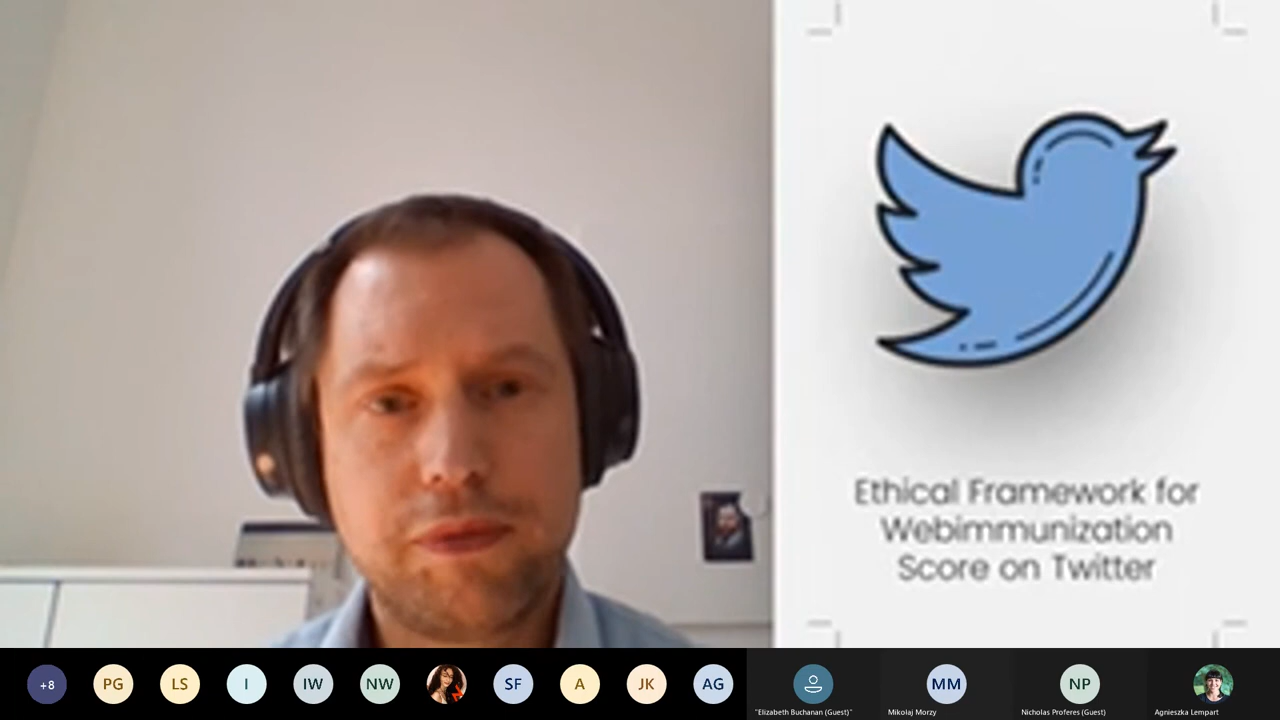 Ethical Framework for
Webimmunization
Score on Twitter
+8
PG
LS
I
IW
NW
SF
A
JK
AG
MM
NP
"Elizabeth Buchanan (Guest)"
Mikołaj Morzy
Nicholas Proferes (Guest)
Agnieszka Lempart